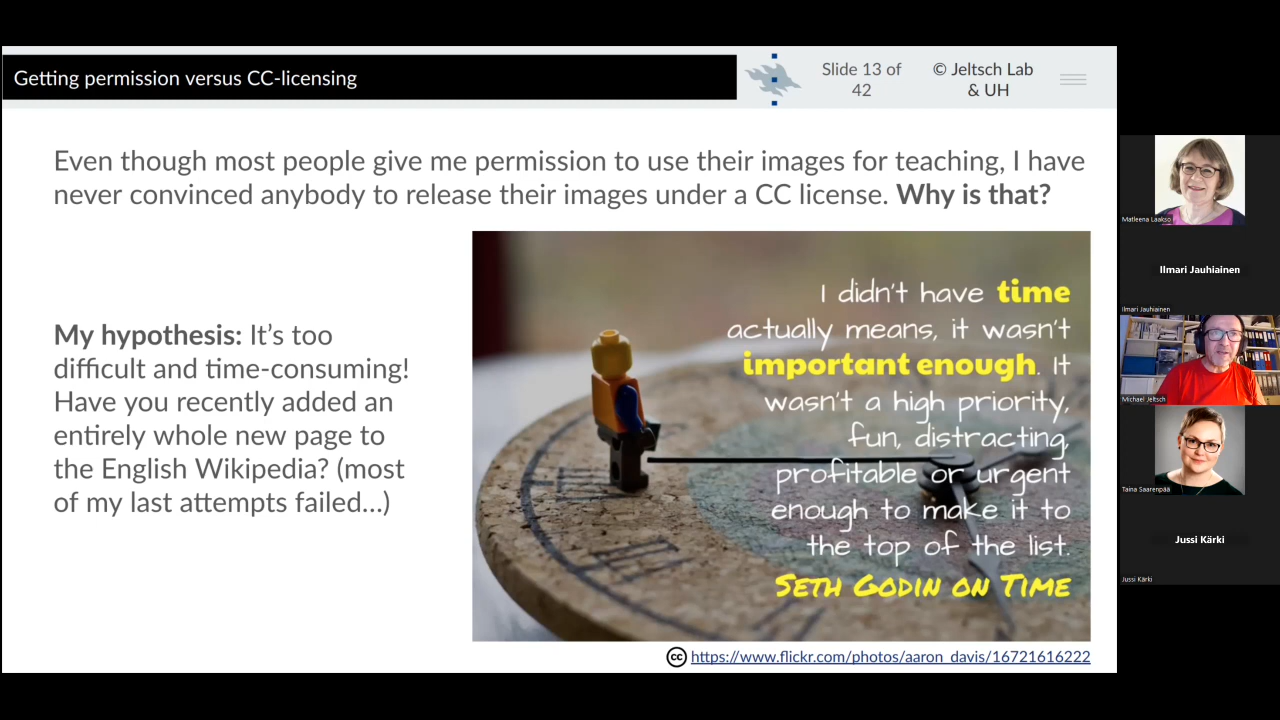 Getting permission versus CC-licensing
Slide 13 of
42
© Jeltsch Lab
& UH
Even though most people give me permission to use their images for teaching, I have
never convinced anybody to release their images under a CC license. Why is that?
My hypothesis: It's too
difficult and time-consuming!
Have you recently added an
entirely whole new page to
the English Wikipedia? (most
of my last attempts failed...)
I didn't have time
actually means, it wasn't
important enough. It
wasn't a high priority,
fun, distracting,
profitable or urgent
enough to make it to
the top of the list.
SETH GODIN ON TIME
cc https://www.flickr.com/photos/aaron_davis/16721616222
Matleena Laakso
Ilmari Jauhiainen
Ilmari Jauhiainen
Michael Jeltsch
Taina Saarenpää
Jussi Kärki
Jussi Kärki